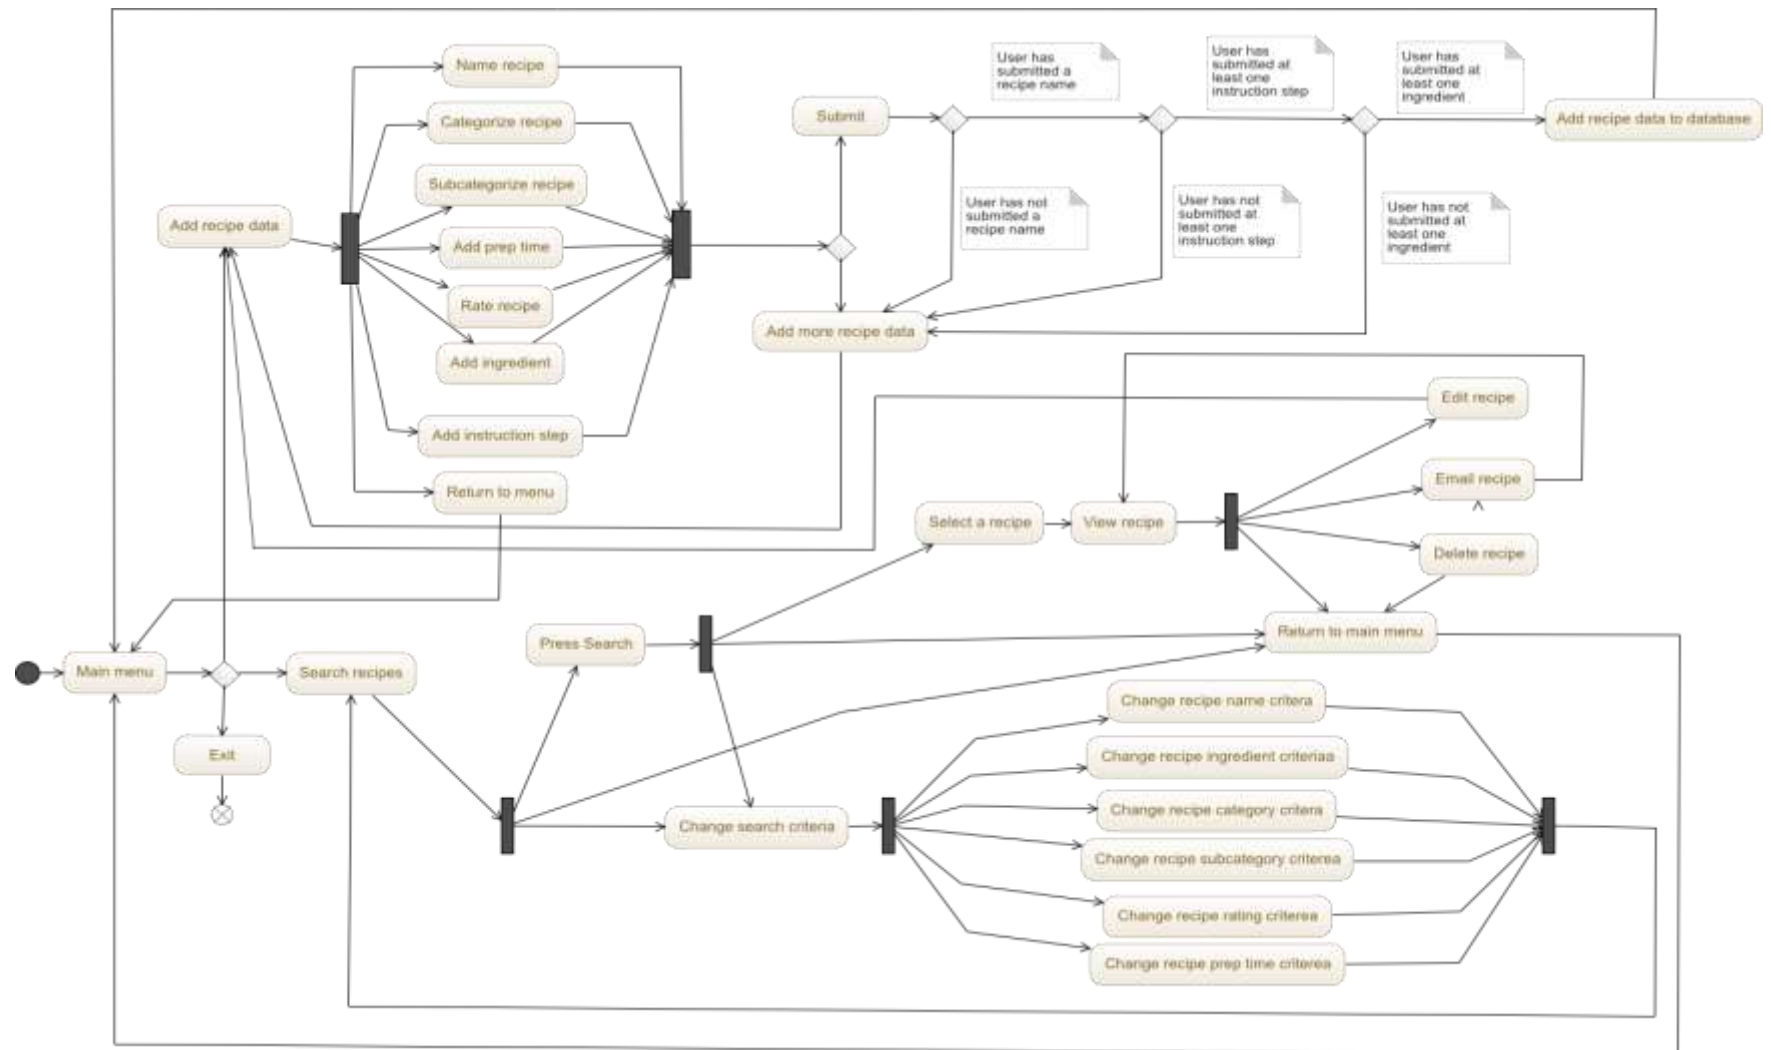 Name recipe
Categorize recipe
Subcategorize recipe
Add recipe data
Add prep time
Rate recipe
Add ingredient
Add instruction step
Return to menu
Submit
User has
submitted a
recipe name
User has
submitted at
least one
instruction step
User has
submitted at
least one
ingredient
Add recipe data to database
User has not
submitted a
recipe name
User has not
submitted at
least one
instruction step
User has not
submitted at
least one
ingredient
Add more recipe data
Edit recipe
Email recipe
Select a recipe
View recipe
Delete recipe
Press Search
Return to main menu
Main menu
Search recipes
Exit
Change search criteria
Change recipe name critera
Change recipe ingredient criteriaa
Change recipe category critera
Change recipe subcategory criterea
Change recipe rating criterea
Change recipe prep time criterea